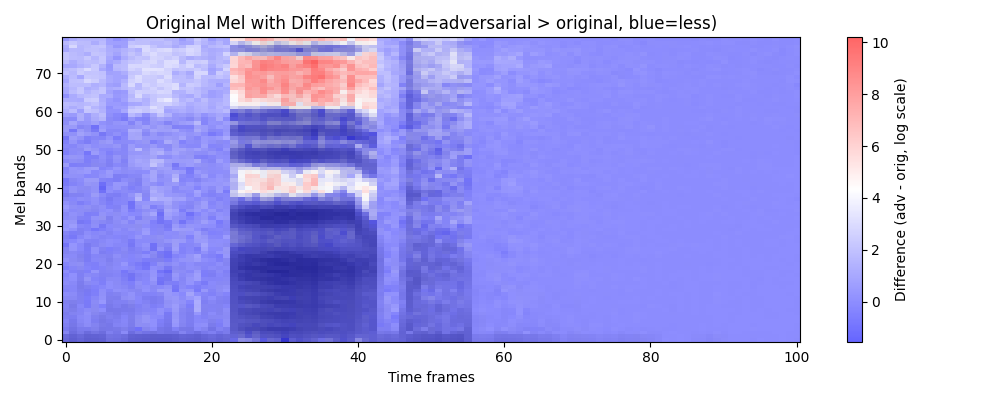 Original Mel with Differences (red=adversarial > original, blue=less)
Mel bands
70
60
50
40
30
20
10
0
0 20 40 60 80 100
Time frames
10
8
6
4
2
0
Difference (adv - orig, log scale)